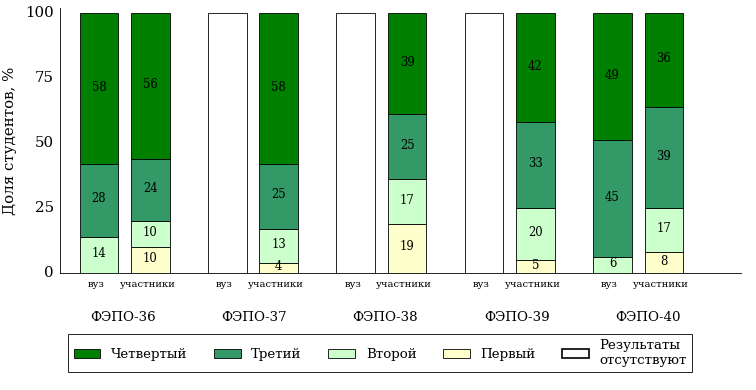 Доля студентов, %
100
75
50
25
0
58 56 58 39 42 49 36
28 24 25 25 33 45 39
14 10 13 17 20 6 17
10 4 19 5 8
вуз участники вуз участники вуз участники вуз участники вуз участники
ФЭПО-36 ФЭПО-37 ФЭПО-38 ФЭПО-39 ФЭПО-40
Четвертый Третий Второй Первый Результаты
отсутствуют